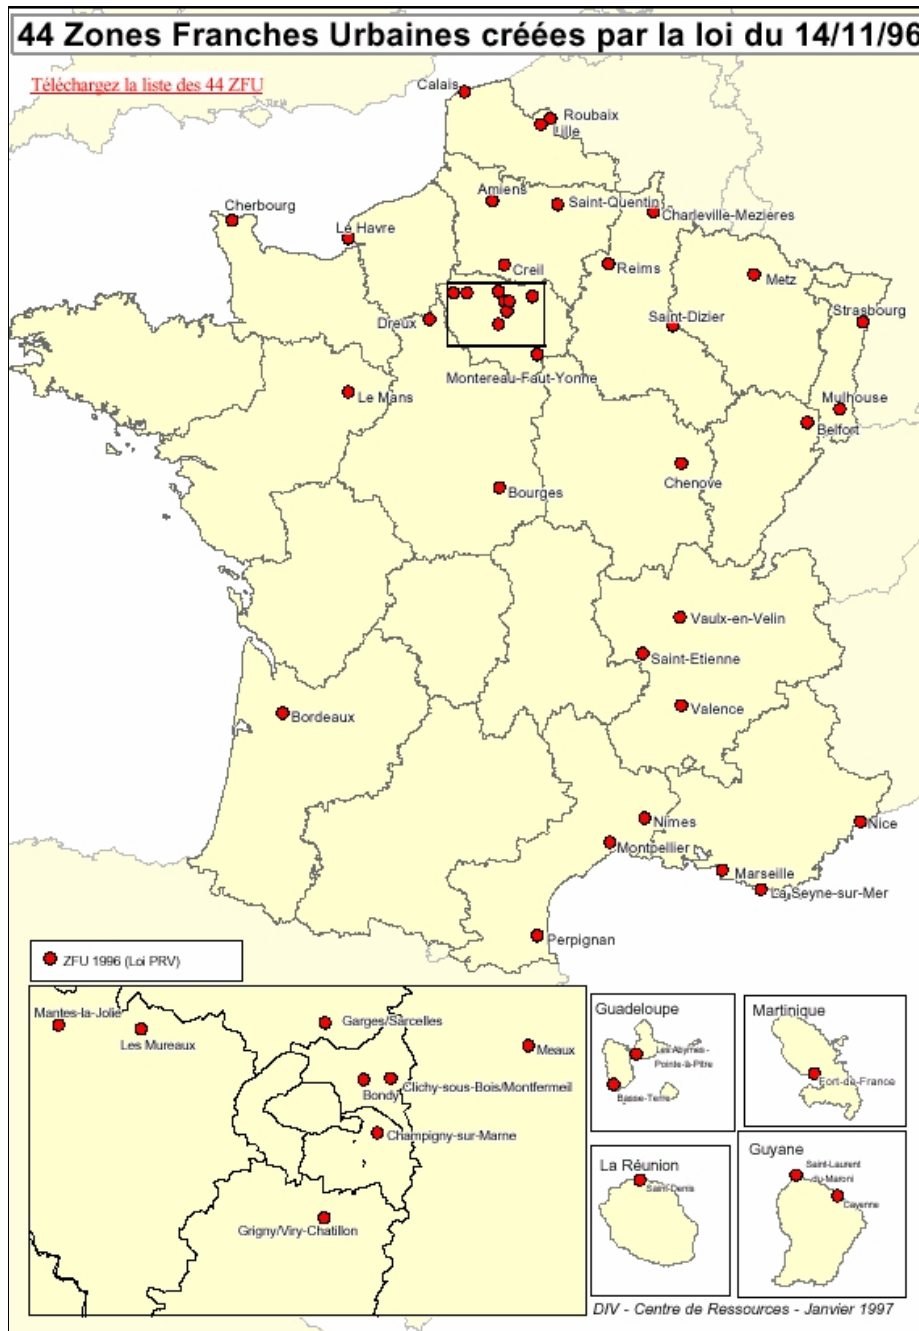 44 Zones Franches Urbaines créées par la loi du 14/11/96
Téléchargez la liste des 44 ZFU
Calais
Roubaix
Lille
Amiens
Saint-Quentin
Charleville-Mezieres
Cherbourg
Le Havre
Creil
Reims
Metz
Dreux
Saint-Dizier
Strasbourg
Montereau-Faut-Yonne
Le Mans
Mulhouse
Belfort
Chenove
Bourges
Vaulx-en-Velin
Saint-Etienne
Valence
Bordeaux
Nimes
Nice
Montpellier
Marseille
La Seyne-sur-Mer
Perpignan
ZFU 1996 (Loi PRV)
Mantes-la-Jolie
Les Mureaux
Garges/Sarcelles
Meaux
Clichy-sous-Bois/Montfermeil
Bondy
Champigny-sur-Marne
Grigny/Viry-Chatillon
Guadeloupe
Les Abymes -
Pointe-à-Pitre
Basse-Terre
Martinique
Fort-de-France
La Réunion
Saint-Denis
Guyane
Saint-Laurent
du-Maroni
Cayenne
DIV - Centre de Ressources - Janvier 1997